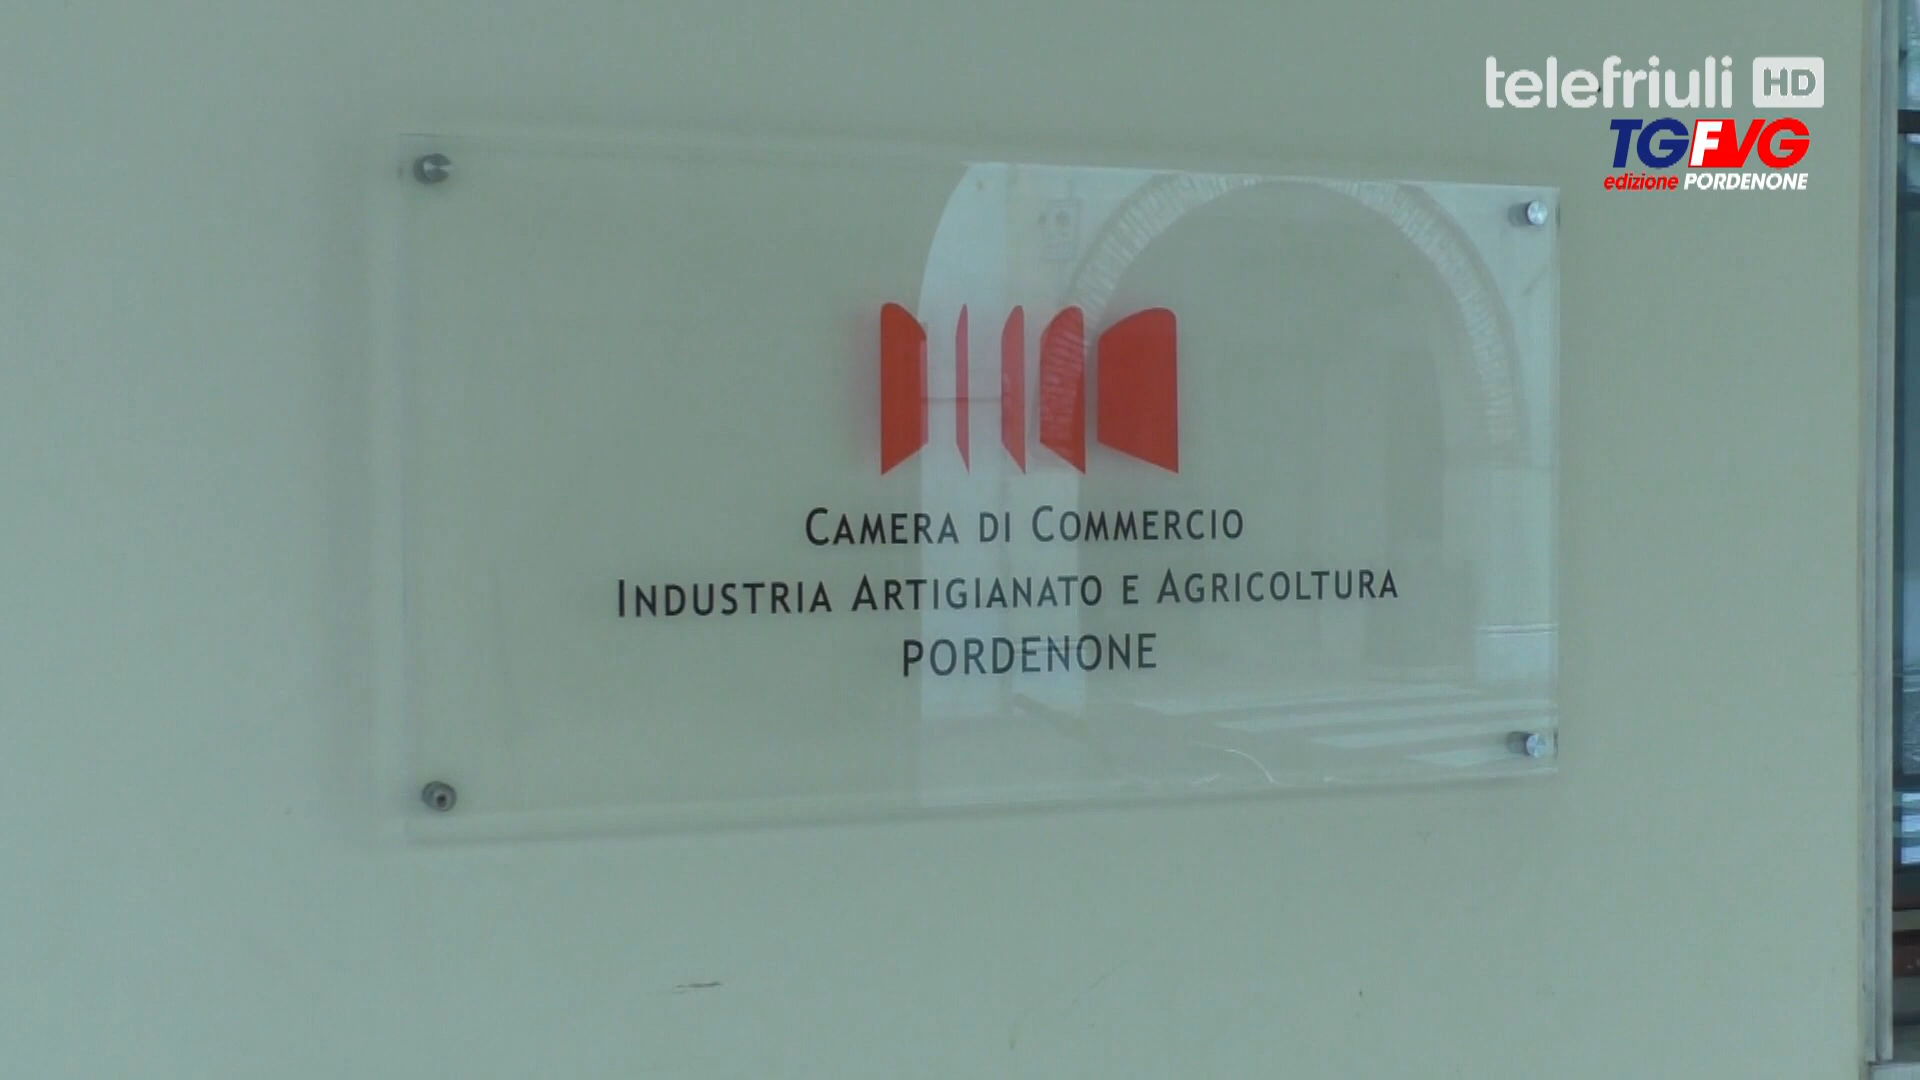 telefriuli HD
TGFVG
edizione PORDENONE
CAMERA DI COMMERCIO
INDUSTRIA ARTIGIANATO E AGRICOLTURA
PORDENONE